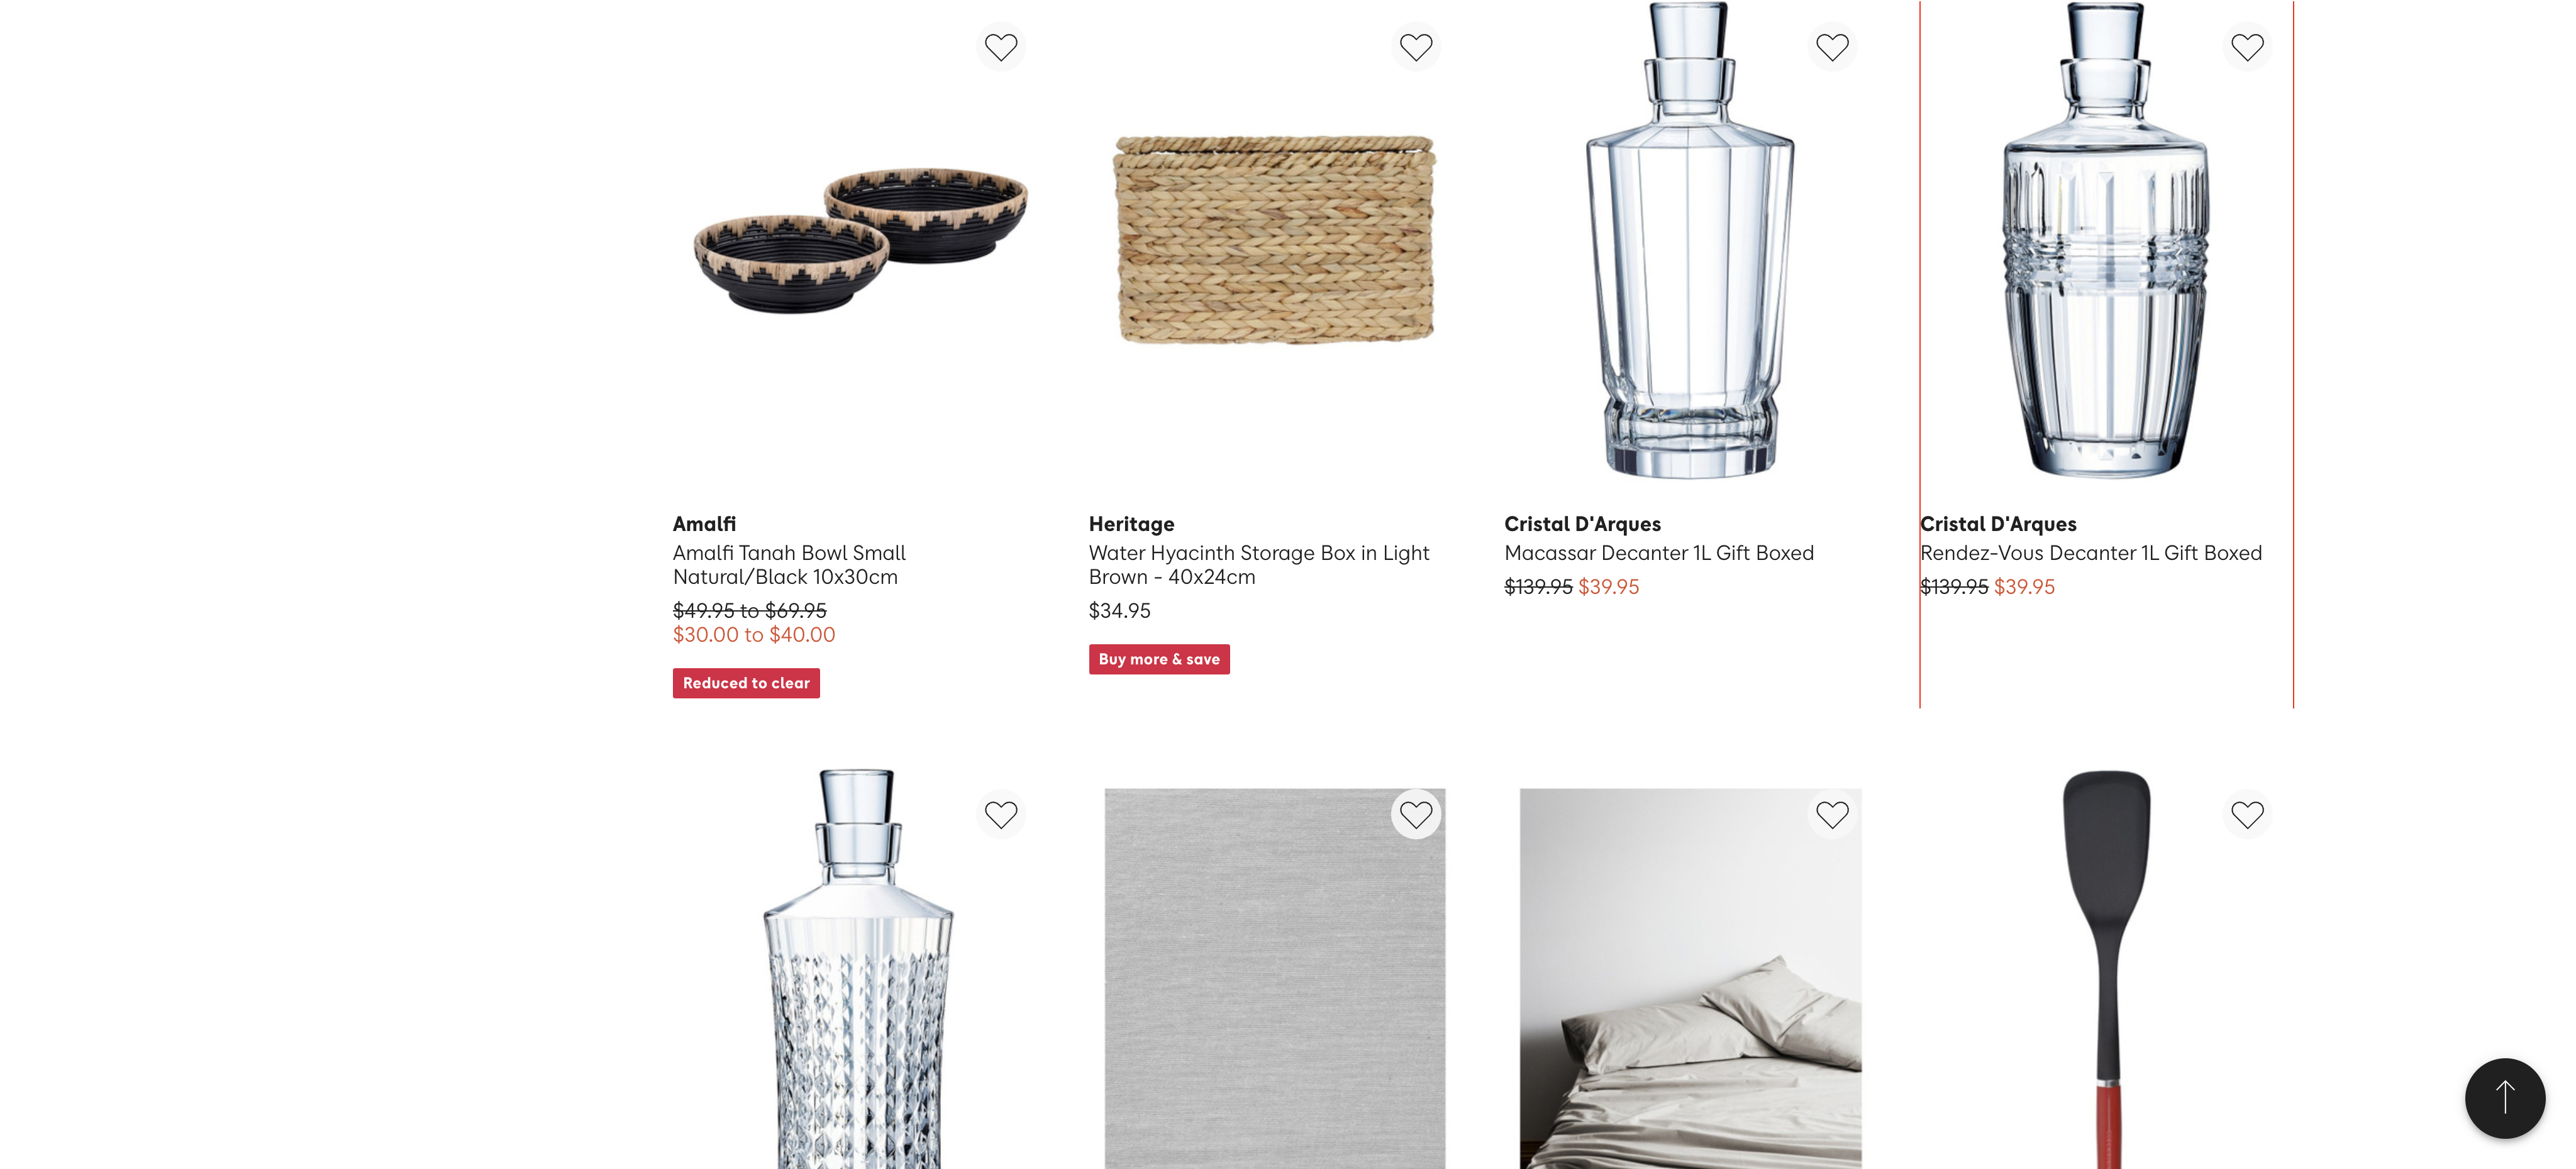 Amalfi
Amalfi Tanah Bowl Small
Natural/Black 10x30cm
$49.95 to $69.95
$30.00 to $40.00
Reduced to clear
Heritage
Water Hyacinth Storage Box in Light
Brown - 40x24cm
$34.95
Buy more & save
Cristal D'Arques
Macassar Decanter 1L Gift Boxed
$139.95 $39.95
Cristal D'Arques
Rendez-Vous Decanter 1L Gift Boxed
$139.95 $39.95